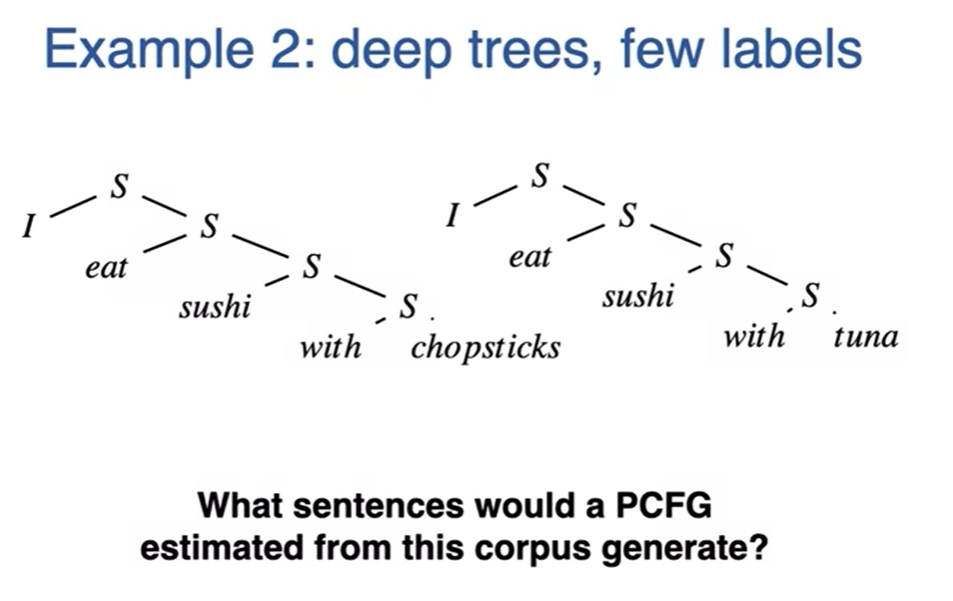 Example 2: deep trees, few labels
S
I
S
eat
S
sushi
S
with chopsticks
S
I
S
eat
S
sushi
S
with tuna
What sentences would a PCFG
estimated from this corpus generate?